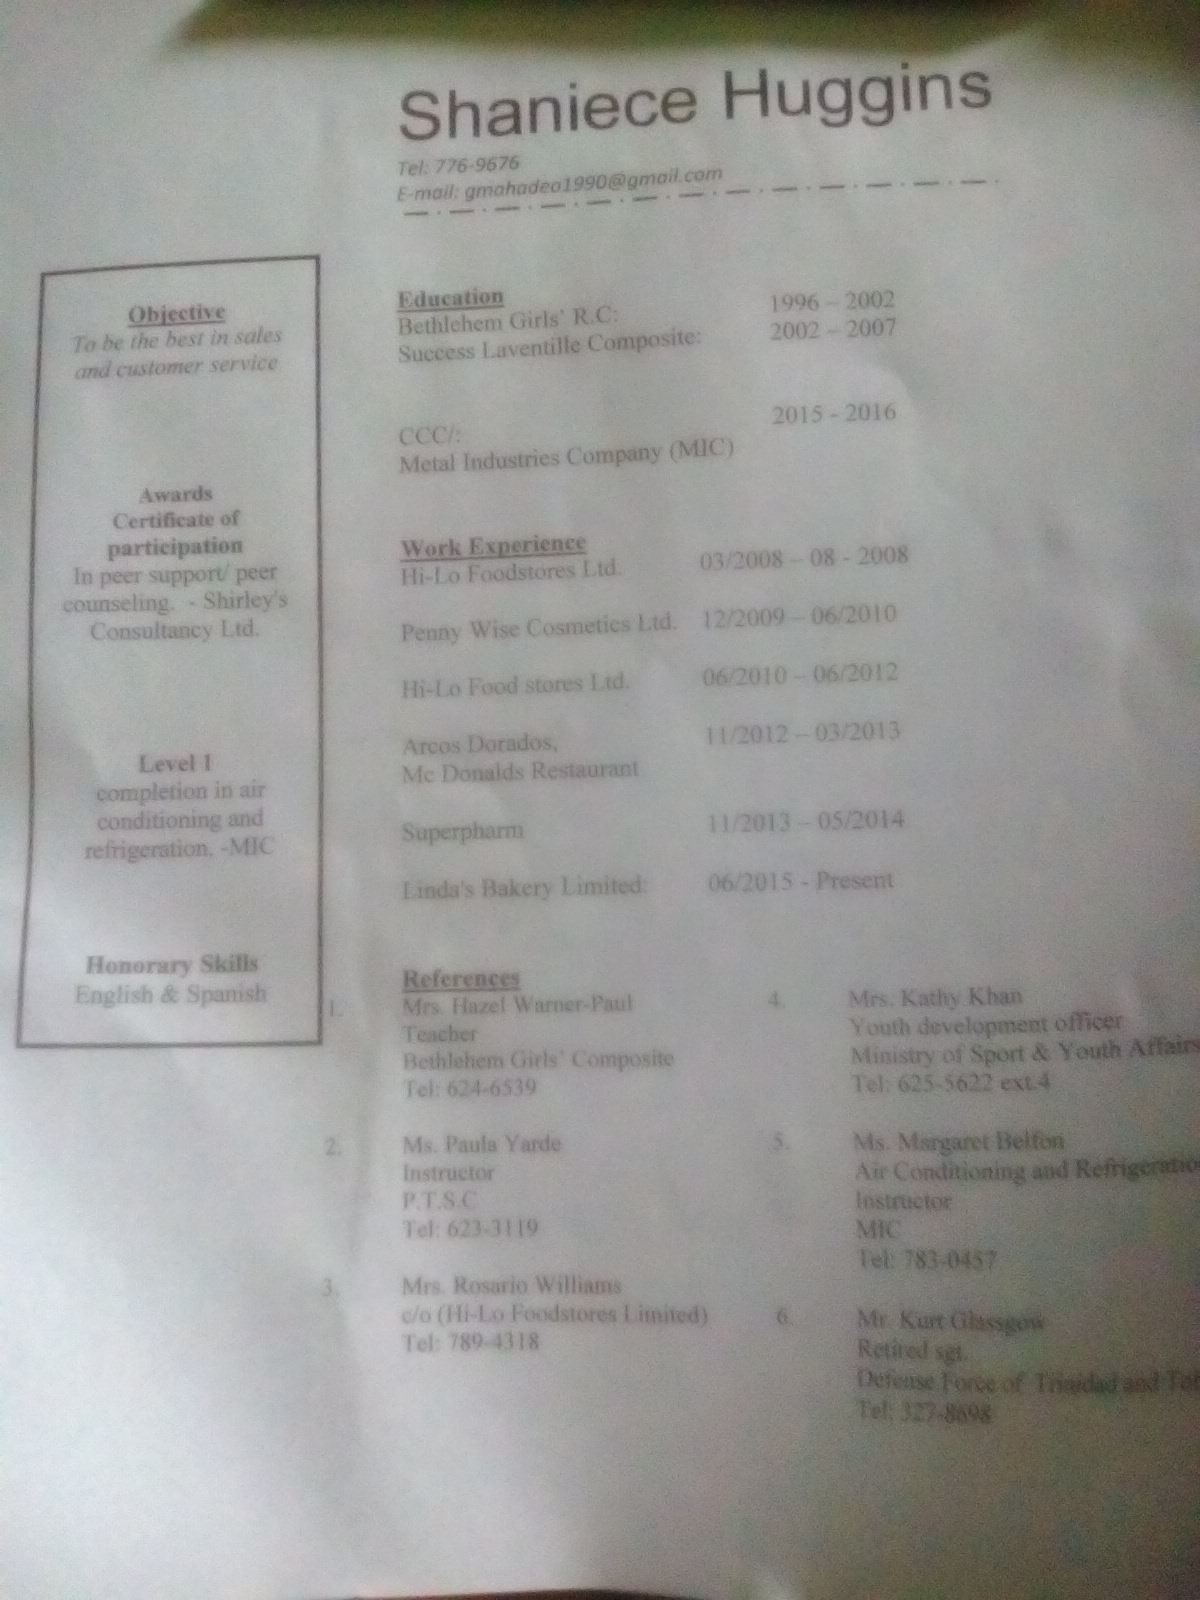 Shaniece Huggins
Tel: 776-9676
E-mail: gmahadeo1990@gmail.com
Objective
To be the best in sales
and customer service
Awards
Certificate of
participation
In peer support/ peer
counseling. - Shirley's
Consultancy Ltd.
Level 1
completion in air
conditioning and
refrigeration, -MIC
Honorary Skills
English & Spanish
Education
Bethlehem Girls' R.C: 1996 – 2002
Success Laventille Composite: 2002 – 2007
CCC/: 2015 - 2016
Metal Industries Company (MIC)
Work Experience
Hi-Lo Foodstores Ltd. 03/2008 – 08 - 2008
Penny Wise Cosmetics Ltd. 12/2009 – 06/2010
Hi-Lo Food stores Ltd. 06/2010 – 06/2012
Arcos Dorados, 11/2012 – 03/2013
Mc Donalds Restaurant
Superpharm 11/2013 – 05/2014
Linda's Bakery Limited: 06/2015 - Present
References
1. Mrs. Hazel Warner-Paul
Teacher
Bethlehem Girls' Composite
Tel: 624-6539
2. Ms. Paula Yarde
Instructor
P.T.S.C
Tel: 623-3119
3. Mrs. Rosario Williams
c/o (Hi-Lo Foodstores Limited)
Tel: 789-4318
4. Mrs. Kathy Khan
Youth development officer
Ministry of Sport & Youth Affairs
Tel: 625-5622 ext.4
5. Ms. Margaret Belfon
Air Conditioning and
Instructor
MIC
Tel: 783-0457
6. Mr. Kurt Glassgow
Retired sgt.
Defense Force of Trinidad and
Tel: 327-8698